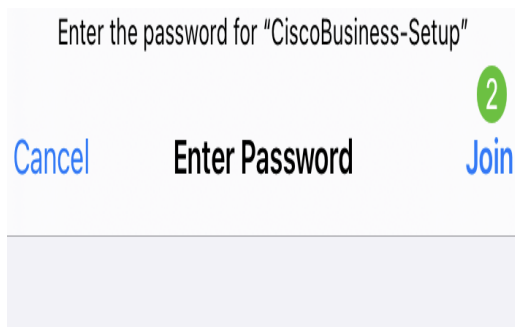 Enter the password for “CiscoBusiness-Setup”
2
Cancel Enter Password Join